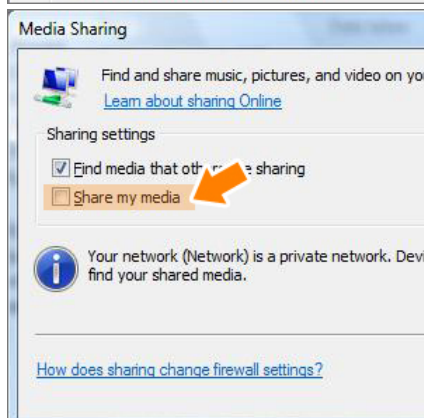 Media Sharing
Find and share music, pictures, and video on yo
Learn about sharing Online
Sharing settings
Find media that oth sharing
Share my media
Your network (Network) is a private network. Devi
find your shared media.
How does sharing change firewall settings?